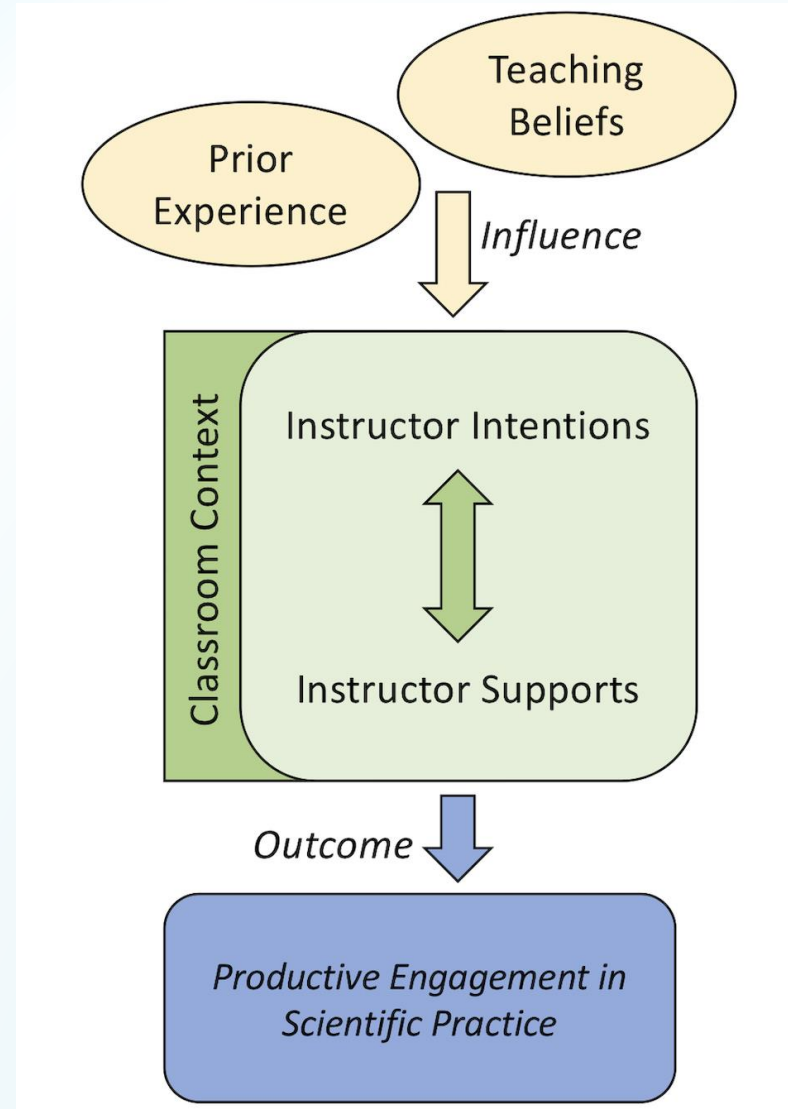 Teaching
Beliefs
Prior
Experience
Influence
Classroom Context
Instructor Intentions
Instructor Supports
Outcome
Productive Engagement in
Scientific Practice